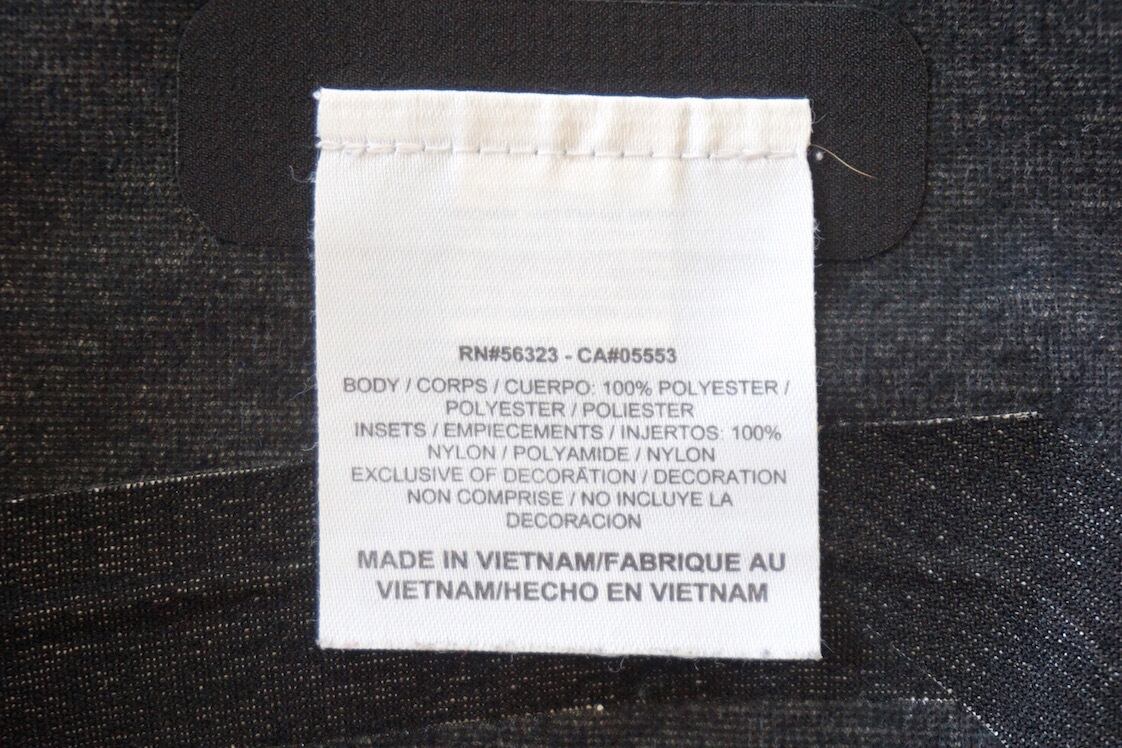 RN#56323 - CA#05553
BODY / CORPS / CUERPO: 100% POLYESTER /
POLYESTER / POLIESTER
INSETS / EMPIECEMENTS / INJERTOS: 100%
NYLON / POLYAMIDE / NYLON
EXCLUSIVE OF DECORATION / DECORATION
NON COMPRISE / NO INCLUYE LA
DECORACION
MADE IN VIETNAM/FABRIQUE AU
VIETNAM/HECHO EN VIETNAM